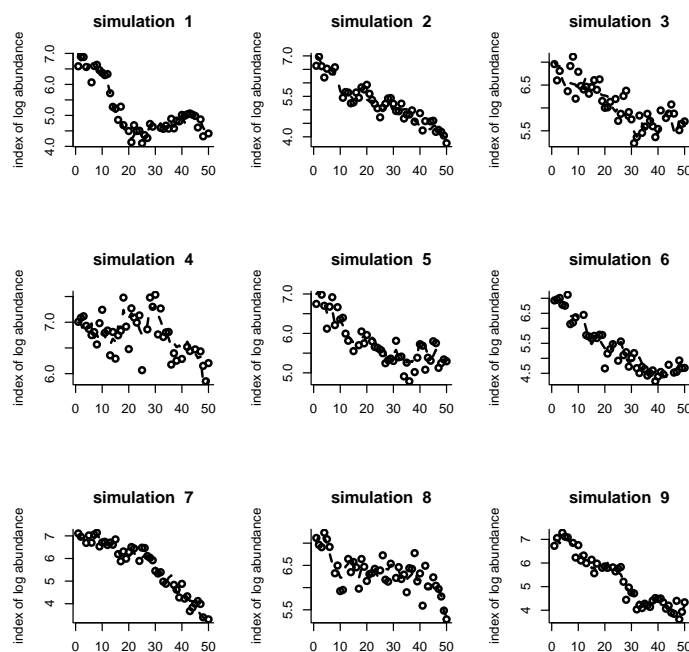 simulation 1
index of log abundance
7.0
6.0
5.0
4.0
0 10 20 30 40 50
simulation 2
index of log abundance
7.0
5.5
4.0
0 10 20 30 40 50
simulation 3
index of log abundance
6.5
5.5
0 10 20 30 40 50
simulation 4
index of log abundance
7.0
6.0
0 10 20 30 40 50
simulation 5
index of log abundance
7.0
6.0
5.0
0 10 20 30 40 50
simulation 6
index of log abundance
6.5
5.5
4.5
0 10 20 30 40 50
simulation 7
index of log abundance
7
6
5
4
0 10 20 30 40 50
simulation 8
index of log abundance
6.5
5.5
0 10 20 30 40 50
simulation 9
index of log abundance
7
6
5
4
0 10 20 30 40 50